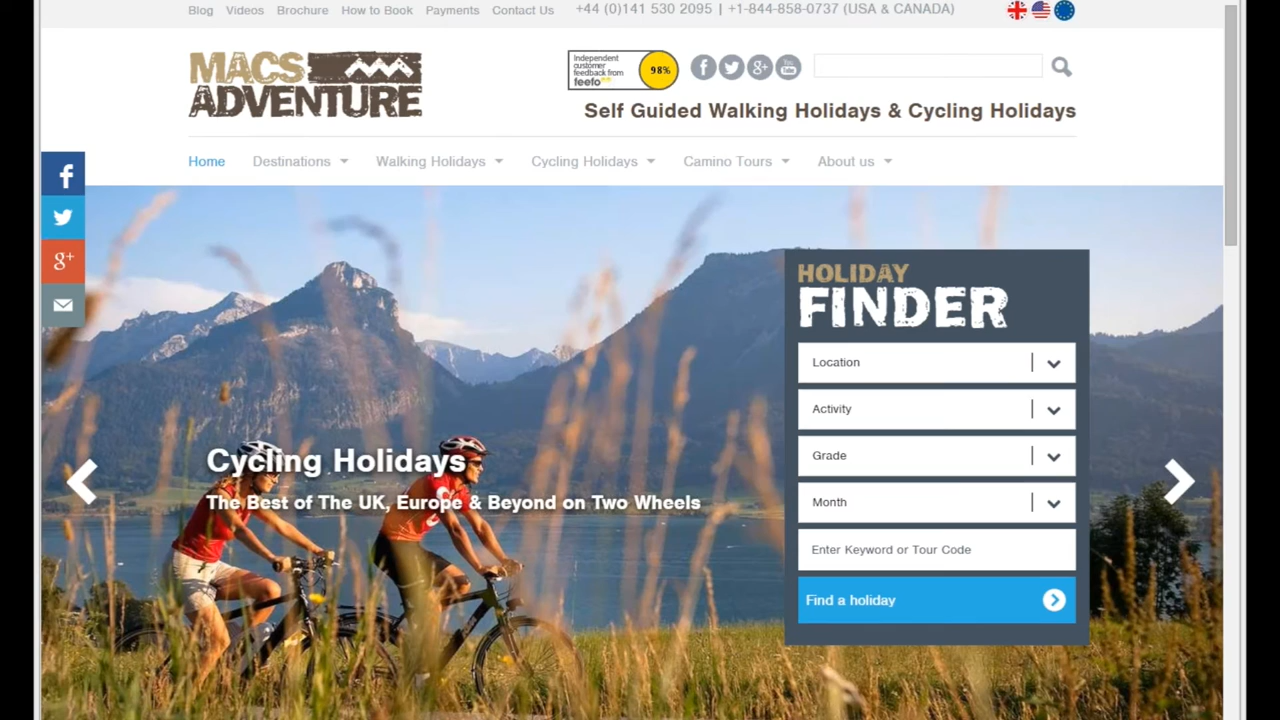 Blog Videos Brochure How to Book Payments Contact Us +44 (0)141 530 2095 | +1-844-858-0737 (USA & CANADA)
MACS
ADVENTURE
Independent
customer
feedback from
feefo
98%
f g+ You Tube
Self Guided Walking Holidays & Cycling Holidays
Home Destinations Walking Holidays Cycling Holidays Camino Tours About us
f
g+
HOLIDAY
FINDER
Location
Activity
Grade
Month
Enter Keyword or Tour Code
Find a holiday
Cycling Holidays
The Best of The UK, Europe & Beyond on Two Wheels